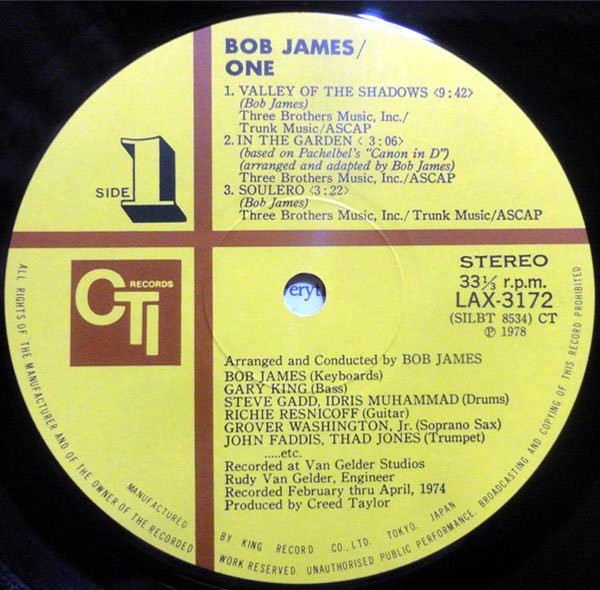 BOB JAMES/
ONE
1. VALLEY OF THE SHADOWS <9:42>
(Bob James)
Three Brothers Music, Inc./
Trunk Music/ASCAP
2. IN THE GARDEN < 3:06>
(based on Pachelbel's "Canon in D")
(arranged and adapted by Bob James)
Three Brothers Music, Inc./ASCAP
3. SOULERO <3:22>
(Bob James)
Three Brothers Music, Inc./ Trunk Music/ASCAP
SIDE 1
CTI RECORDS
STEREO
33⅓ r.p.m.
LAX-3172
(SILBT 8534) CT
Ⓟ 1978
eryt
Arranged and Conducted by BOB JAMES
BOB JAMES (Keyboards)
GARY KING (Bass)
STEVE GADD, IDRIS MUHAMMAD (Drums)
RICHIE RESNICOFF (Guitar)
GROVER WASHINGTON, Jr. (Soprano Sax)
JOHN FADDIS, THAD JONES (Trumpet)
.....etc.
Recorded at Van Gelder Studios
Rudy Van Gelder, Engineer
Recorded February thru April, 1974
Produced by Creed Taylor
MANUFACTURED BY KING RECORD CO., LTD. TOKYO, JAPAN
ALL RIGHTS OF THE MANUFACTURER AND OF THE OWNER OF THE RECORDED WORK RESERVED. UNAUTHORISED PUBLIC PERFORMANCE, BROADCASTING AND COPYING OF THIS RECORD PROHIBITED